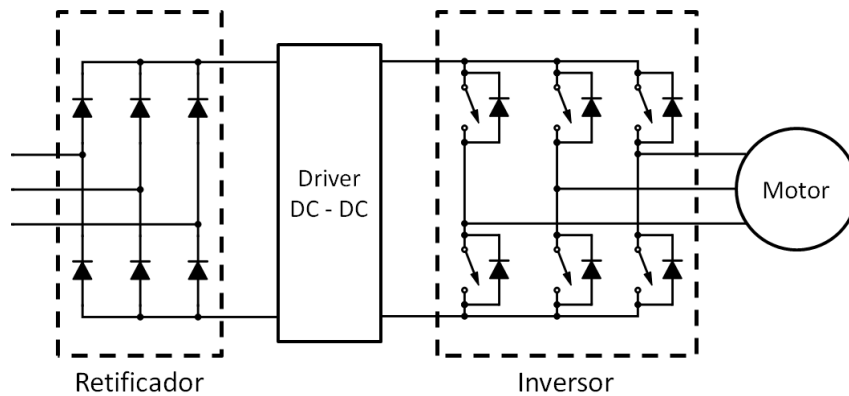 Driver
DC - DC
Motor
Retificador
Inversor